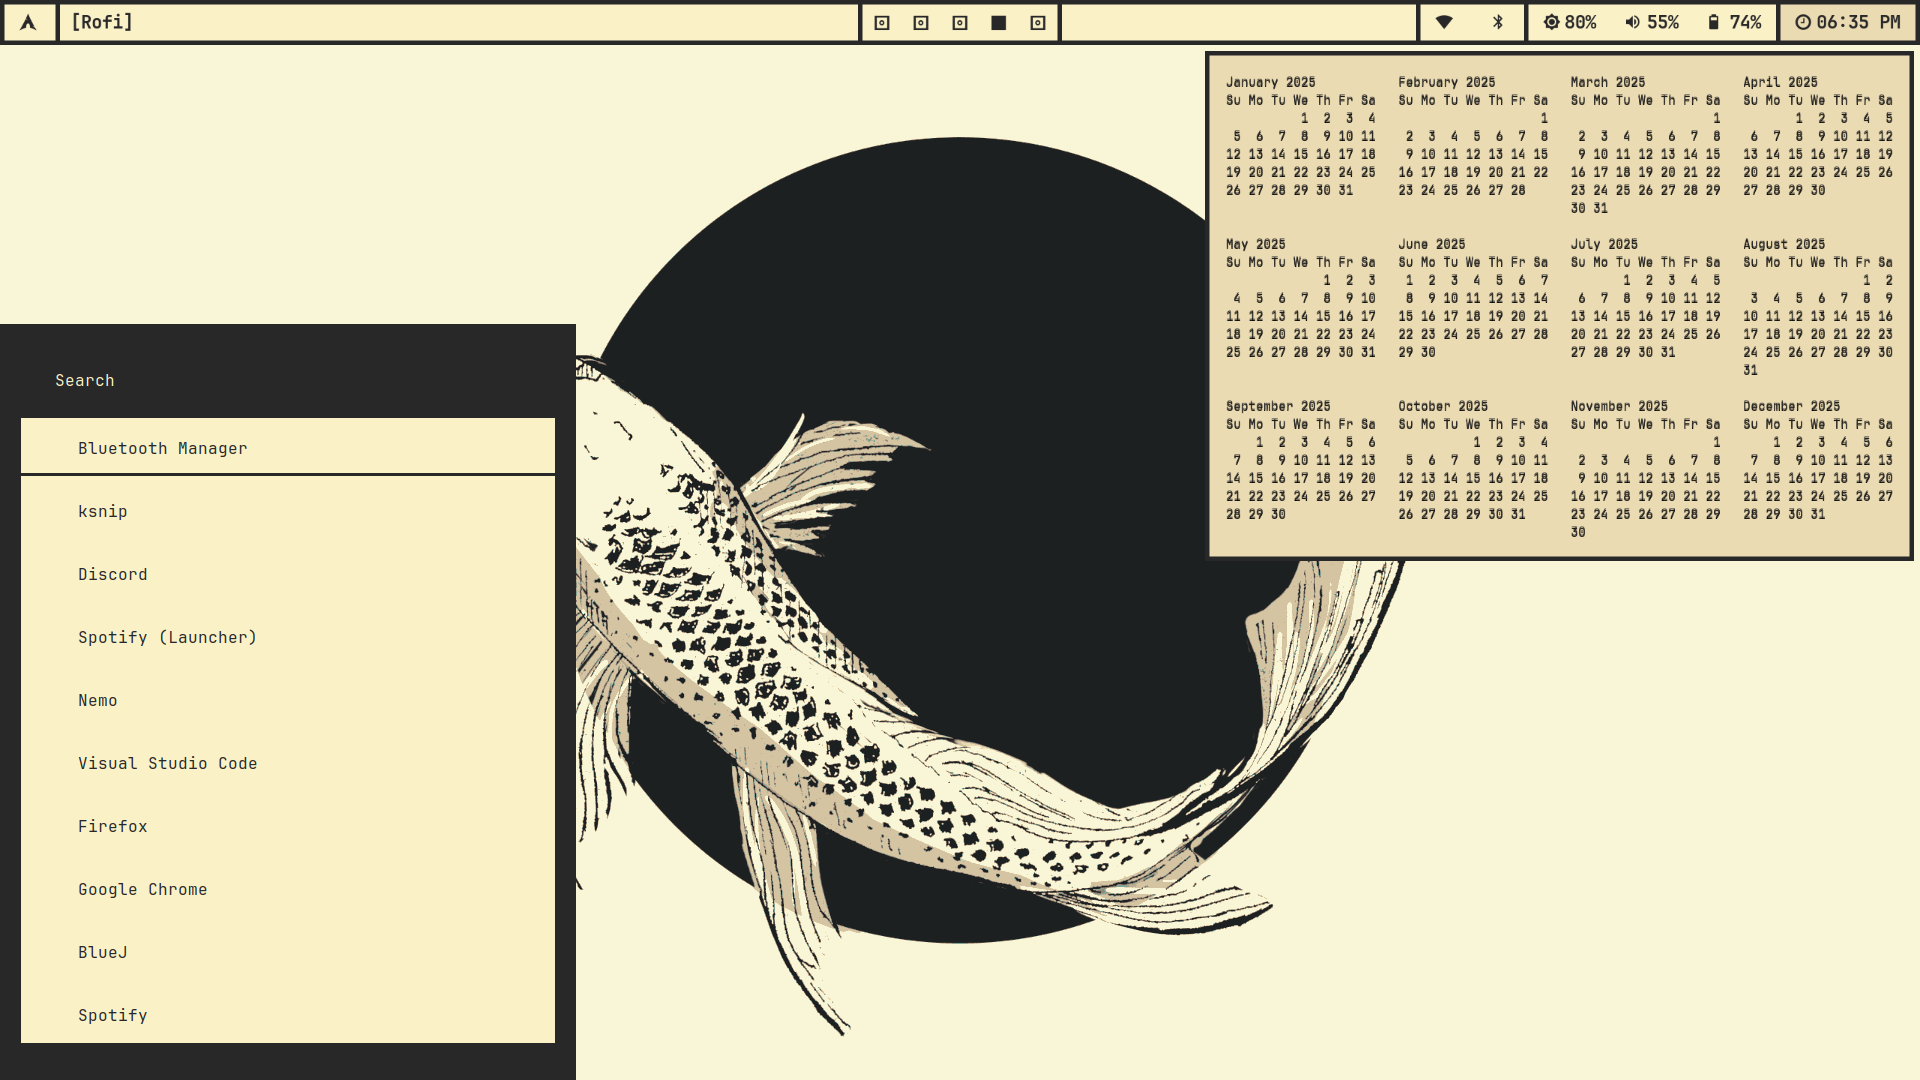 [Rofi] 80% 55% 74% 06:35 PM
January 2025 February 2025 March 2025 April 2025
Su Mo Tu We Th Fr Sa Su Mo Tu We Th Fr Sa Su Mo Tu We Th Fr Sa Su Mo Tu We Th Fr Sa
1 2 3 4 1 1 1 2 3 4 5
5 6 7 8 9 10 11 2 3 4 5 6 7 8 2 3 4 5 6 7 8 6 7 8 9 10 11 12
12 13 14 15 16 17 18 9 10 11 12 13 14 15 9 10 11 12 13 14 15 13 14 15 16 17 18 19
19 20 21 22 23 24 25 16 17 18 19 20 21 22 16 17 18 19 20 21 22 20 21 22 23 24 25 26
26 27 28 29 30 31 23 24 25 26 27 28 23 24 25 26 27 28 29 27 28 29 30
30 31
May 2025 June 2025 July 2025 August 2025
Su Mo Tu We Th Fr Sa Su Mo Tu We Th Fr Sa Su Mo Tu We Th Fr Sa Su Mo Tu We Th Fr Sa
1 2 3 1 2 3 4 5 6 7 1 2 3 4 5 1 2
4 5 6 7 8 9 10 8 9 10 11 12 13 14 6 7 8 9 10 11 12 3 4 5 6 7 8 9
11 12 13 14 15 16 17 15 16 17 18 19 20 21 13 14 15 16 17 18 19 10 11 12 13 14 15 16
18 19 20 21 22 23 24 22 23 24 25 26 27 28 20 21 22 23 24 25 26 17 18 19 20 21 22 23
25 26 27 28 29 30 31 29 30 27 28 29 30 31 24 25 26 27 28 29 30
31
September 2025 October 2025 November 2025 December 2025
Su Mo Tu We Th Fr Sa Su Mo Tu We Th Fr Sa Su Mo Tu We Th Fr Sa Su Mo Tu We Th Fr Sa
1 2 3 4 5 6 1 2 3 4 1 1 2 3 4 5 6
7 8 9 10 11 12 13 5 6 7 8 9 10 11 2 3 4 5 6 7 8 7 8 9 10 11 12 13
14 15 16 17 18 19 20 12 13 14 15 16 17 18 9 10 11 12 13 14 15 14 15 16 17 18 19 20
21 22 23 24 25 26 27 19 20 21 22 23 24 25 16 17 18 19 20 21 22 21 22 23 24 25 26 27
28 29 30 26 27 28 29 30 31 23 24 25 26 27 28 29 28 29 30 31
30
Search
Bluetooth Manager
ksnip
Discord
Spotify (Launcher)
Nemo
Visual Studio Code
Firefox
Google Chrome
BlueJ
Spotify